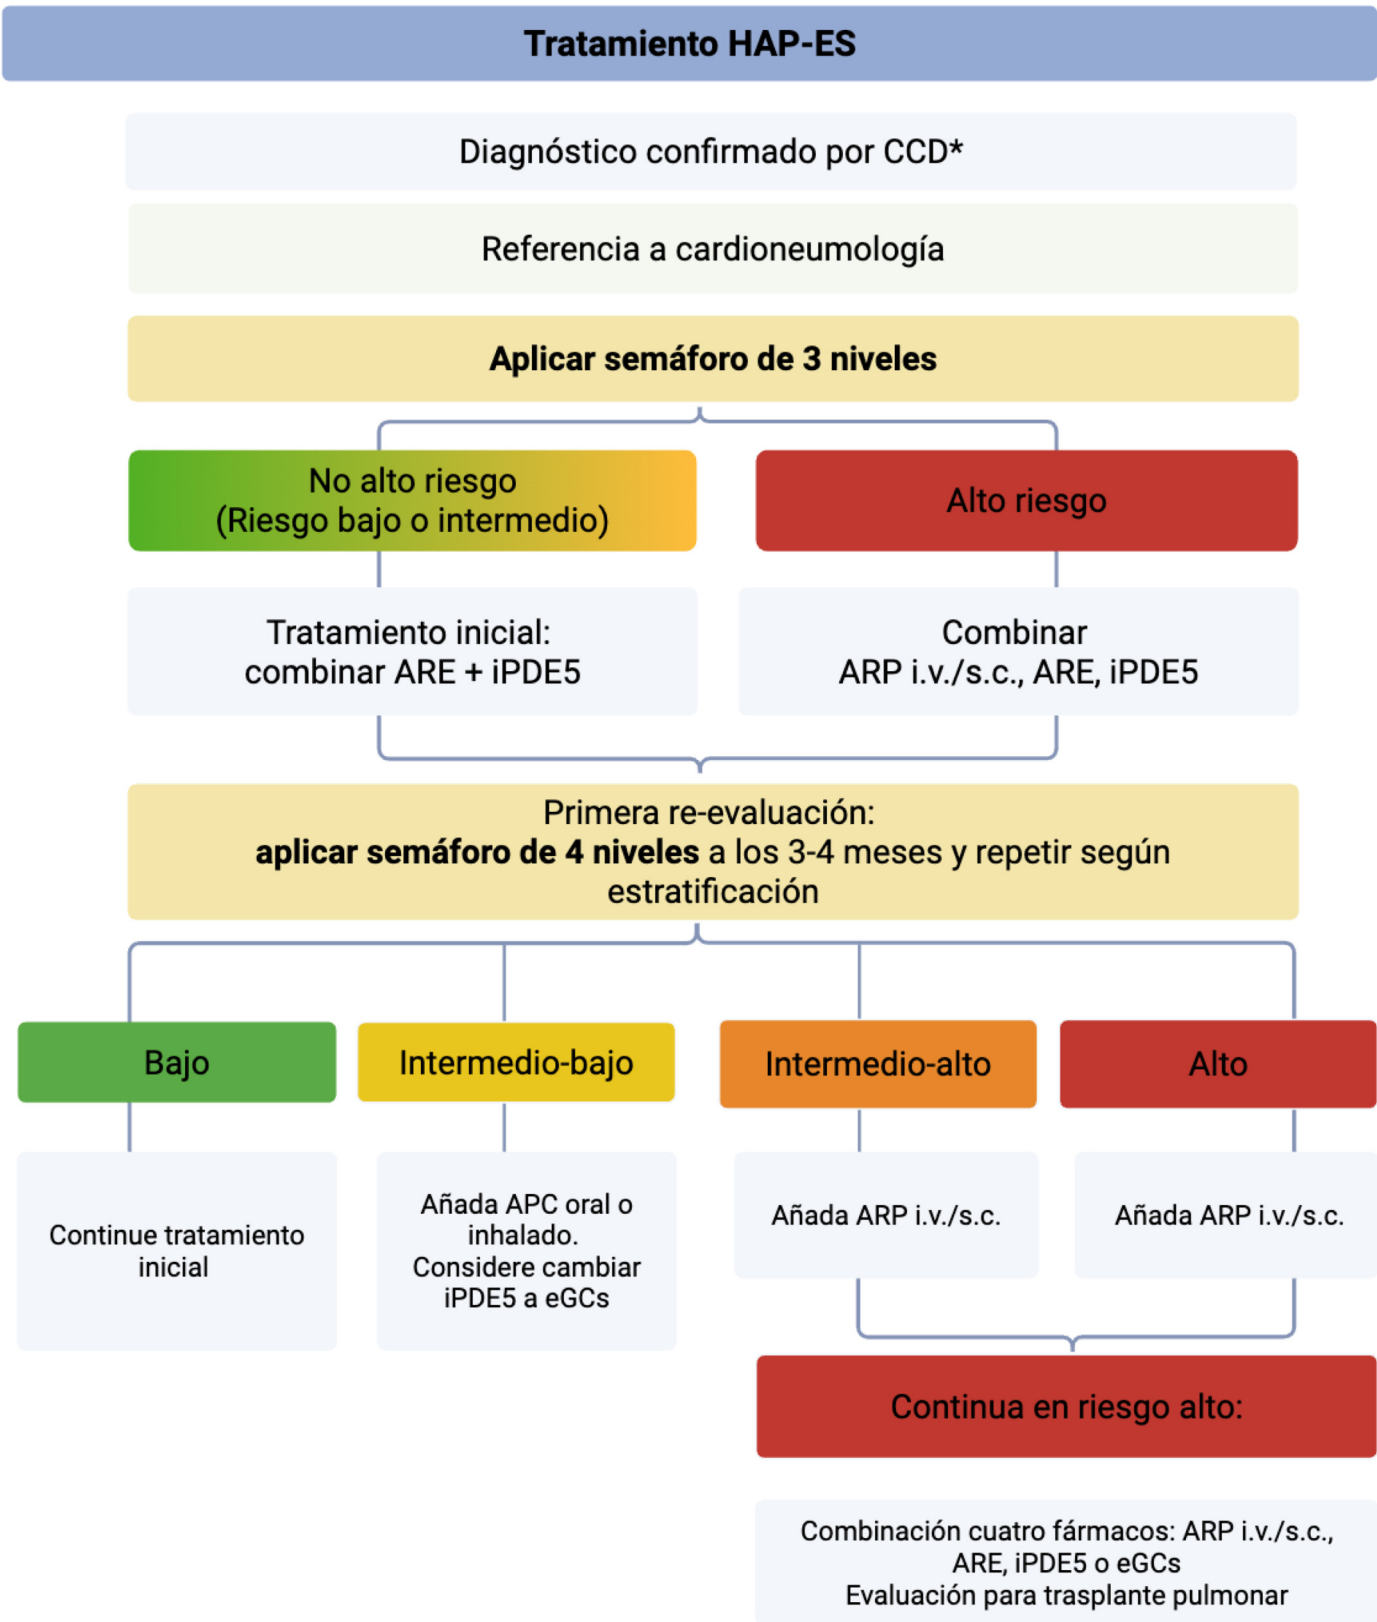 Tratamiento HAP-ES
Diagnóstico confirmado por CCD*
Referencia a cardioneumología
Aplicar semáforo de 3 niveles
No alto riesgo
(Riesgo bajo o intermedio)
Alto riesgo
Tratamiento inicial:
combinar ARE + iPDE5
Combinar
ARP i.v./s.c., ARE, iPDE5
Primera re-evaluación:
aplicar semáforo de 4 niveles a los 3-4 meses y repetir según
estratificación
Bajo
Intermedio-bajo
Intermedio-alto
Alto
Continue tratamiento
inicial
Añada APC oral o
inhalado.
Considere cambiar
iPDE5 a eGCs
Añada ARP i.v./s.c.
Añada ARP i.v./s.c.
Continua en riesgo alto:
Combinación cuatro fármacos: ARP i.v./s.c.,
ARE, iPDE5 o eGCs
Evaluación para trasplante pulmonar